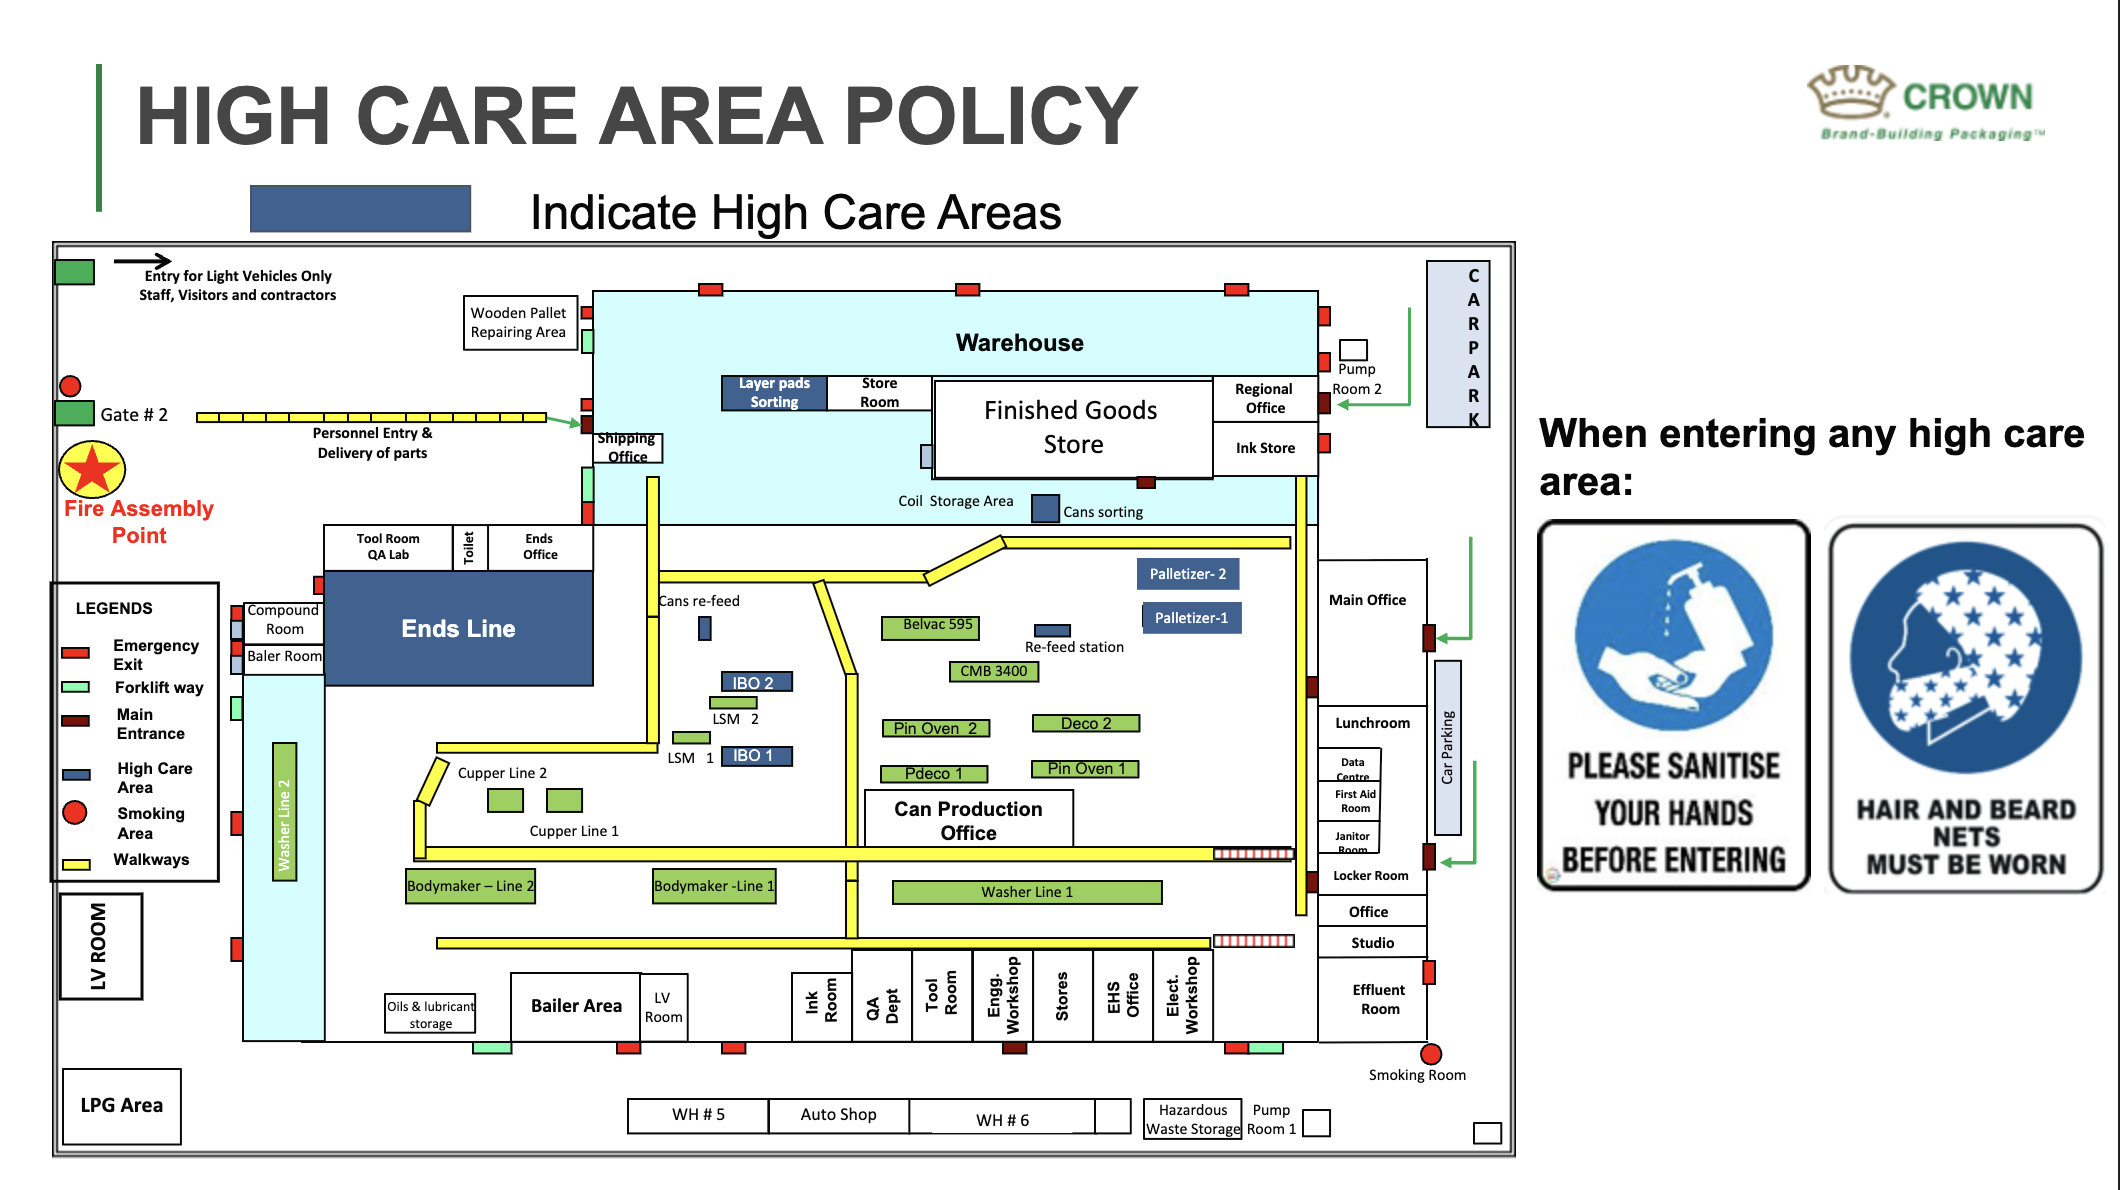 HIGH CARE AREA POLICY
CROWN
Brand-Building Packaging™
Indicate High Care Areas
Entry for Light Vehicles Only
Staff, Visitors and contractors
Gate # 2
Personnel Entry &
Delivery of parts
Fire Assembly
Point
Wooden Pallet
Repairing Area
Warehouse
Layer pads
Sorting
Store
Room
Finished Goods
Store
Regional
Office
Ink Store
Pump
Room 2
CARPARK
Shipping
Office
Coil Storage Area
Cans sorting
Tool Room
QA Lab
Toilet
Ends
Office
LEGENDS
Emergency
Exit
Forklift way
Main
Entrance
High Care
Area
Smoking
Area
Walkways
Compound
Room
Baler Room
Ends Line
Cans re-feed
Palletizer- 2
Palletizer-1
Belvac 595
Re-feed station
CMB 3400
IBO 2
LSM 2
LSM 1
IBO 1
Pin Oven 2
Deco 2
Pdeco 1
Pin Oven 1
Cupper Line 2
Cupper Line 1
Can Production
Office
Washer Line 2
Bodymaker – Line 2
Bodymaker -Line 1
Washer Line 1
Main Office
Lunchroom
Data
Centre
First Aid
Room
Janitor
Room
Locker Room
Office
Studio
Effluent
Room
Car Parking
Smoking Room
LV ROOM
LPG Area
Oils & lubricant
storage
Bailer Area
LV
Room
Ink
Room
QA
Dept
Tool
Room
Engg.
Workshop
Stores
EHS
Office
Elect.
Workshop
WH # 5
Auto Shop
WH # 6
Hazardous
Waste Storage
Pump
Room 1
When entering any high care
area:
PLEASE SANITISE
YOUR HANDS
BEFORE ENTERING
HAIR AND BEARD
NETS
MUST BE WORN